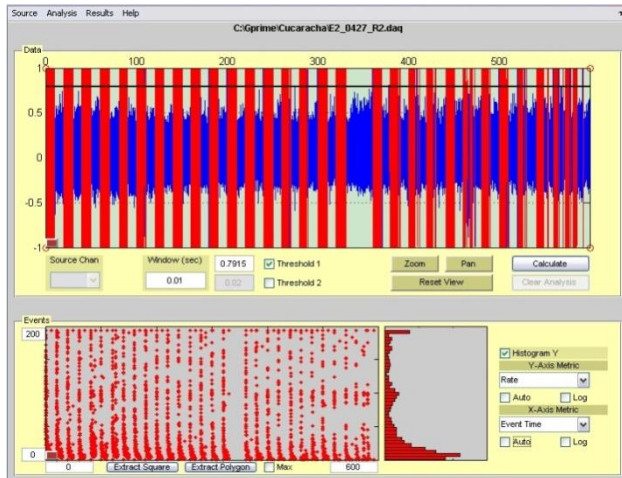 Source Analysis Results Help
C:\Gprime\Cucaracha\E2_0427_R2.daq
Data
0 100 200 300 400 500
1
0.5
0
-0.5
-1
Source Chan Window (sec) 0.7915 Threshold 1 Zoom Pan Calculate
0.01 0.02 Threshold 2 Reset View Clear Analysis
Events
200
Histogram Y
Y-Axis Metric
Rate
Auto Log
X-Axis Metric
Event Time
Auto Log
0
0 Extract Square Extract Polygon Max 600